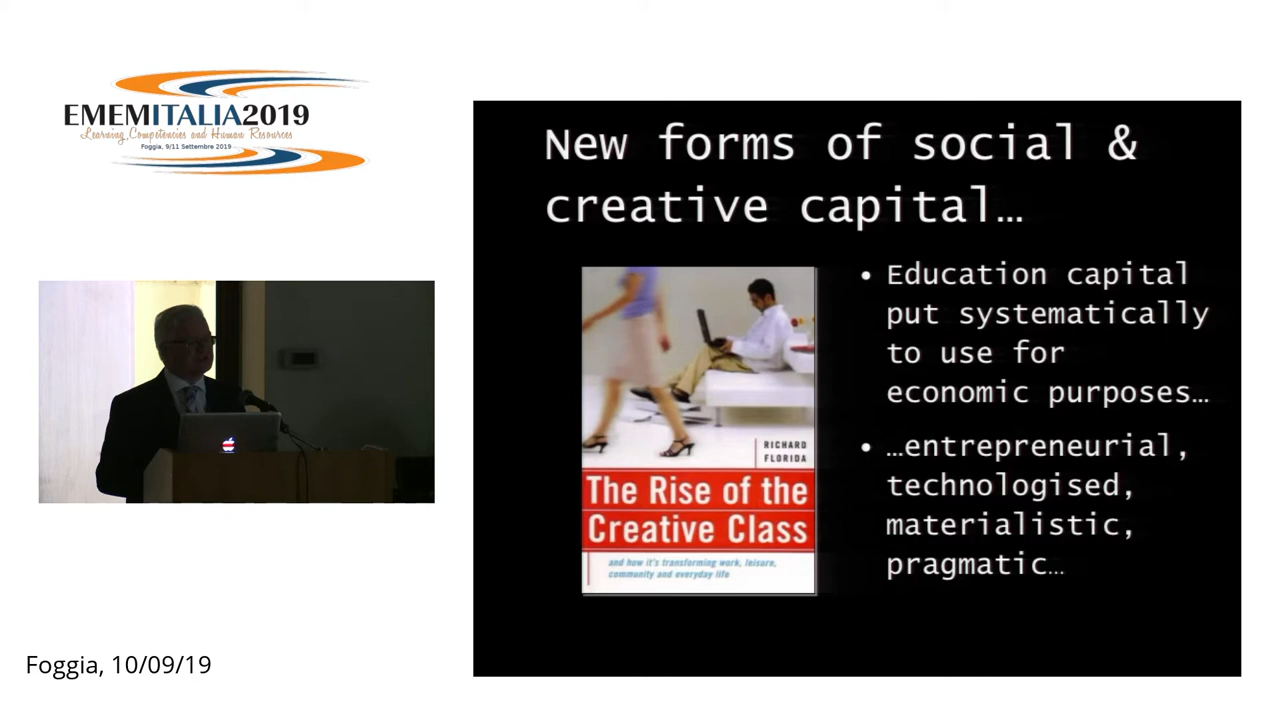 EMEMITALIA2019
Learning, Competencies and Human Resources
Foggia, 9/11 Settembre 2019
New forms of social &
creative capital…
• Education capital
put systematically
to use for
economic purposes…
• …entrepreneurial,
technologised,
materialistic,
pragmatic…
RICHARD
FLORIDA
The Rise of the
Creative Class
and how it's transforming work, leisure,
community and everyday life
Foggia, 10/09/19